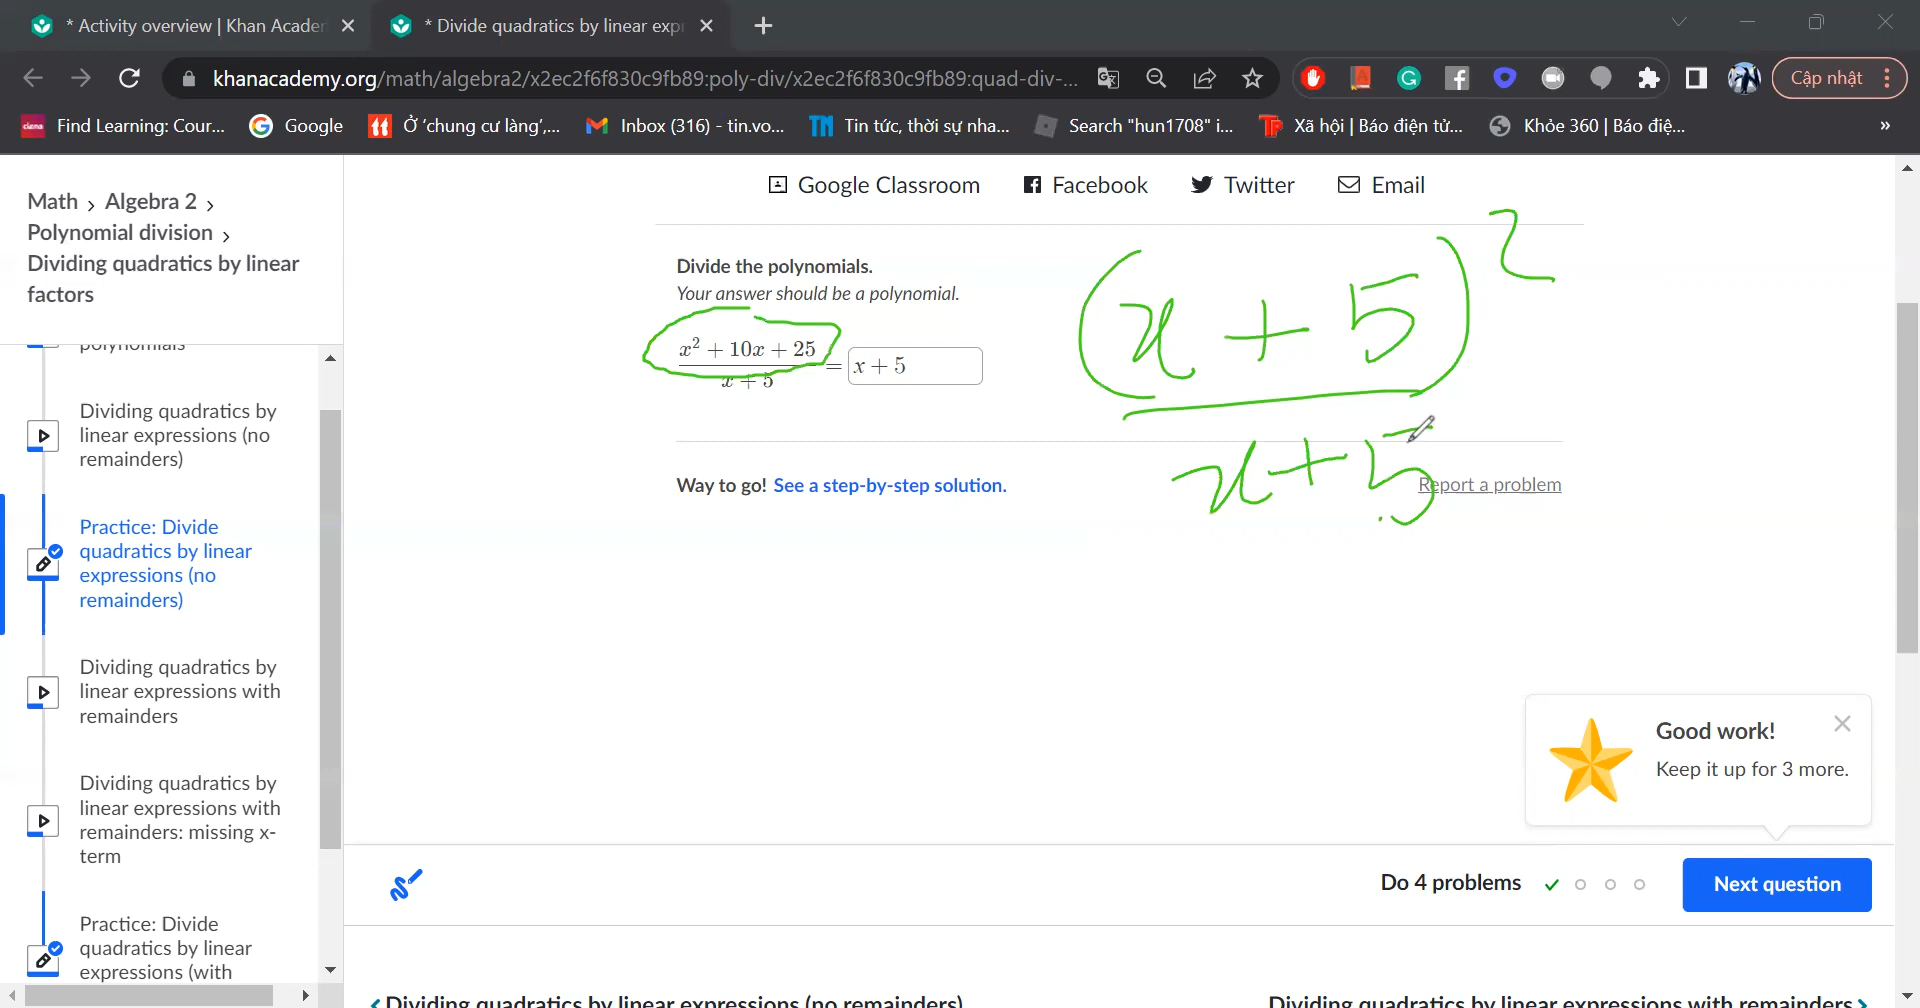 * Activity overview | Khan Acader
* Divide quadratics by linear expr
khanacademy.org/math/algebra2/x2ec2f6f830c9fb89:poly-div/x2ec2f6f830c9fb89:quad-div-...
Cập nhật
Find Learning: Cour...
Google
Ở 'chung cư làng',...
Inbox (316) - tin.vo...
TN Tin tức, thời sự nha...
Search "hun1708" i...
TP Xã hội | Báo điện tử...
Khỏe 360 | Báo điệ...
»
Math > Algebra 2 >
Polynomial division >
Dividing quadratics by linear
factors
polynomials
Dividing quadratics by
linear expressions (no
remainders)
Practice: Divide
quadratics by linear
expressions (no
remainders)
Dividing quadratics by
linear expressions with
remainders
Dividing quadratics by
linear expressions with
remainders: missing x-
term
Practice: Divide
quadratics by linear
expressions (with
Google Classroom
Facebook
Twitter
Email
Divide the polynomials.
Your answer should be a polynomial.
x² + 10x + 25
x + 5
= x + 5
(x + 5)²
x + 5
Way to go! See a step-by-step solution.
Report a problem
Good work!
Keep it up for 3 more.
Do 4 problems
Next question
Dividing quadratics by linear expressions (no remainders)
Dividing quadratics by linear expressions with remainders